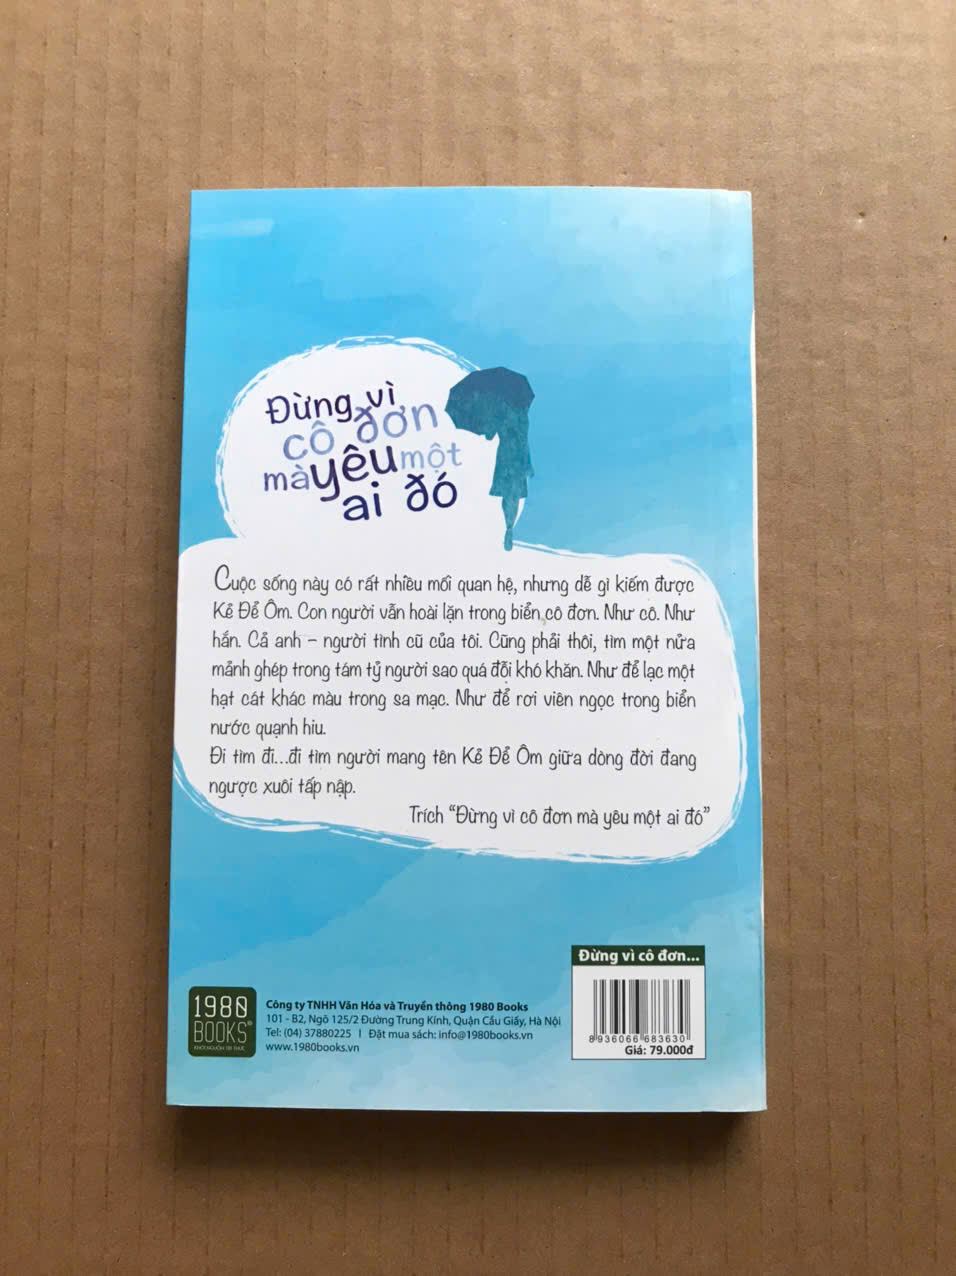 Đừng vì
cô đơn
mà yêu một
ai đó
Cuộc sống này có rất nhiều mối quan hệ, nhưng dễ gì kiếm được
Kẻ Để Ôm. Con người vẫn hoài lặn trong biển cô đơn. Như cô. Như
hắn. Cả anh – người tình cũ của tôi. Cũng phải thôi, tìm một nửa
mảnh ghép trong tám tỷ người sao quá đỗi khó khăn. Như để lạc một
hạt cát khác màu trong sa mạc. Như để rơi viên ngọc trong biển
nước quạnh hiu.
Đi tìm đi...đi tìm người mang tên Kẻ Để Ôm giữa dòng đời đang
ngược xuôi tấp nập.
Trích “Đừng vì cô đơn mà yêu một ai đó”
Đừng vì cô đơn...
8936066 683630
Giá: 79.000đ
1980
BOOKS®
KHƠI NGUỒN TRI THỨC
Công ty TNHH Văn Hóa và Truyền thông 1980 Books
101 - B2, Ngõ 125/2 Đường Trung Kính, Quận Cầu Giấy, Hà Nội
Tel: (04) 37880225 | Đặt mua sách: info@1980books.vn
www.1980books.vn